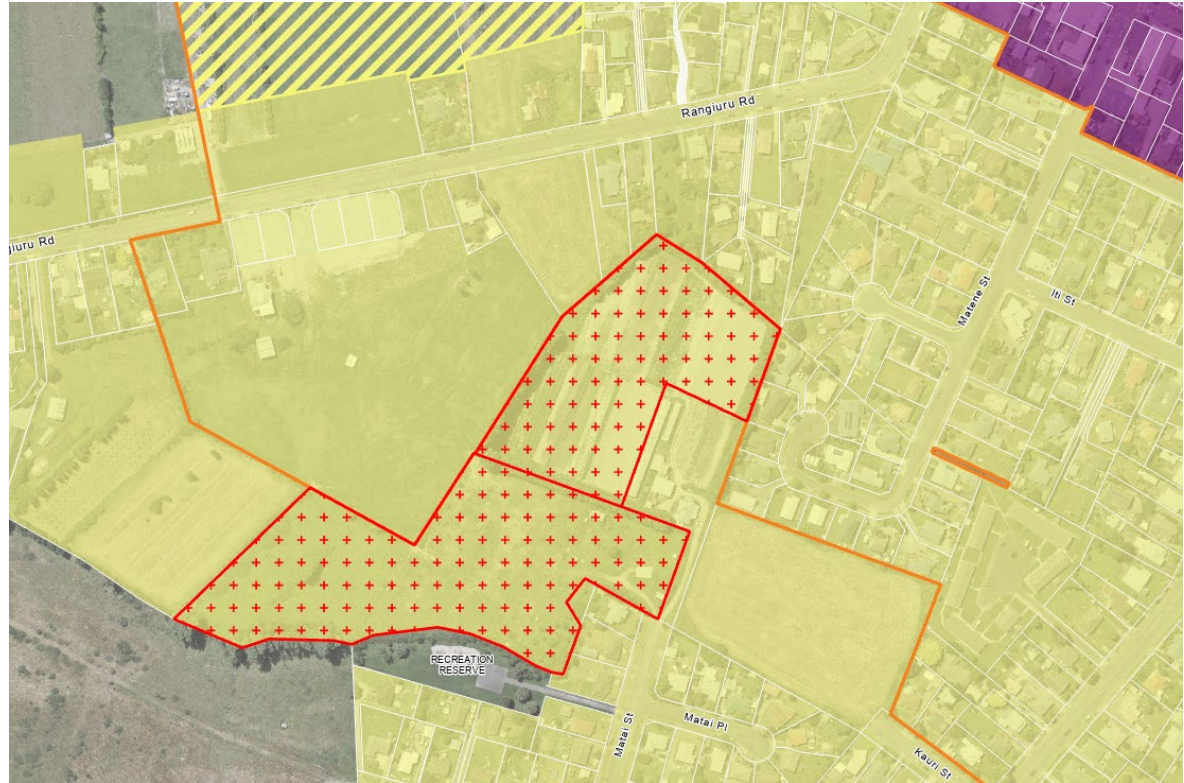 Rangiuru Rd
giuru Rd
Matene St
Iti St
RECREATION
RESERVE
Matai St
Matai Pl
Kauri St